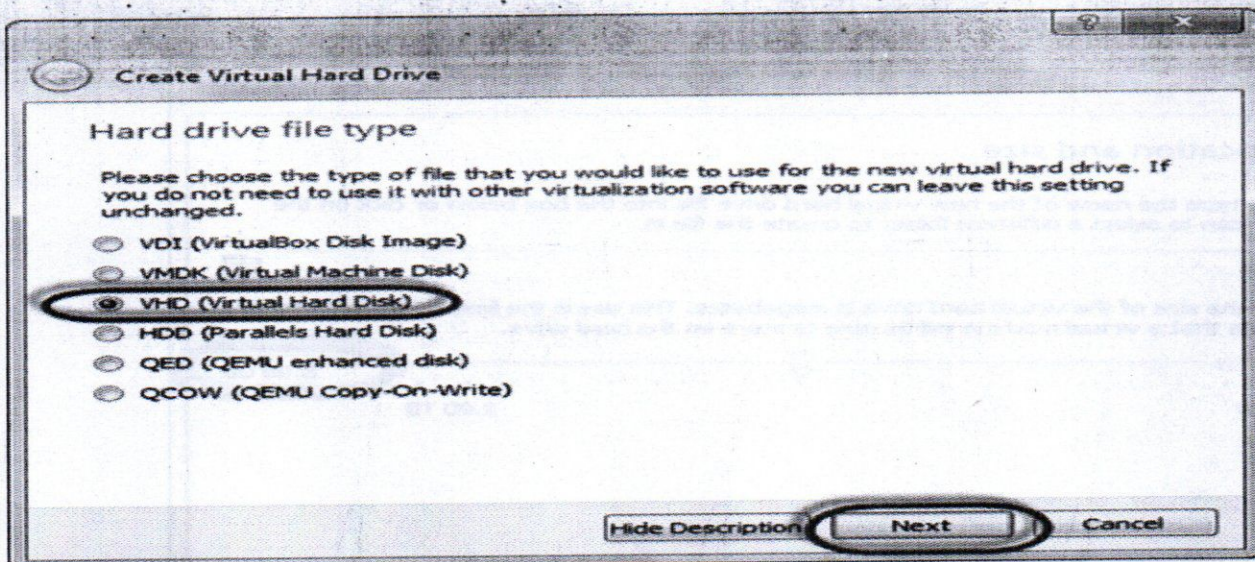 Create Virtual Hard Drive
Hard drive file type
Please choose the type of file that you would like to use for the new virtual hard drive. If
you do not need to use it with other virtualization software you can leave this setting
unchanged.
VDI (VirtualBox Disk Image)
VMDK (Virtual Machine Disk)
VHD (Virtual Hard Disk)
HDD (Parallels Hard Disk)
QED (QEMU enhanced disk)
QCOW (QEMU Copy-On-Write)
Hide Description Next Cancel